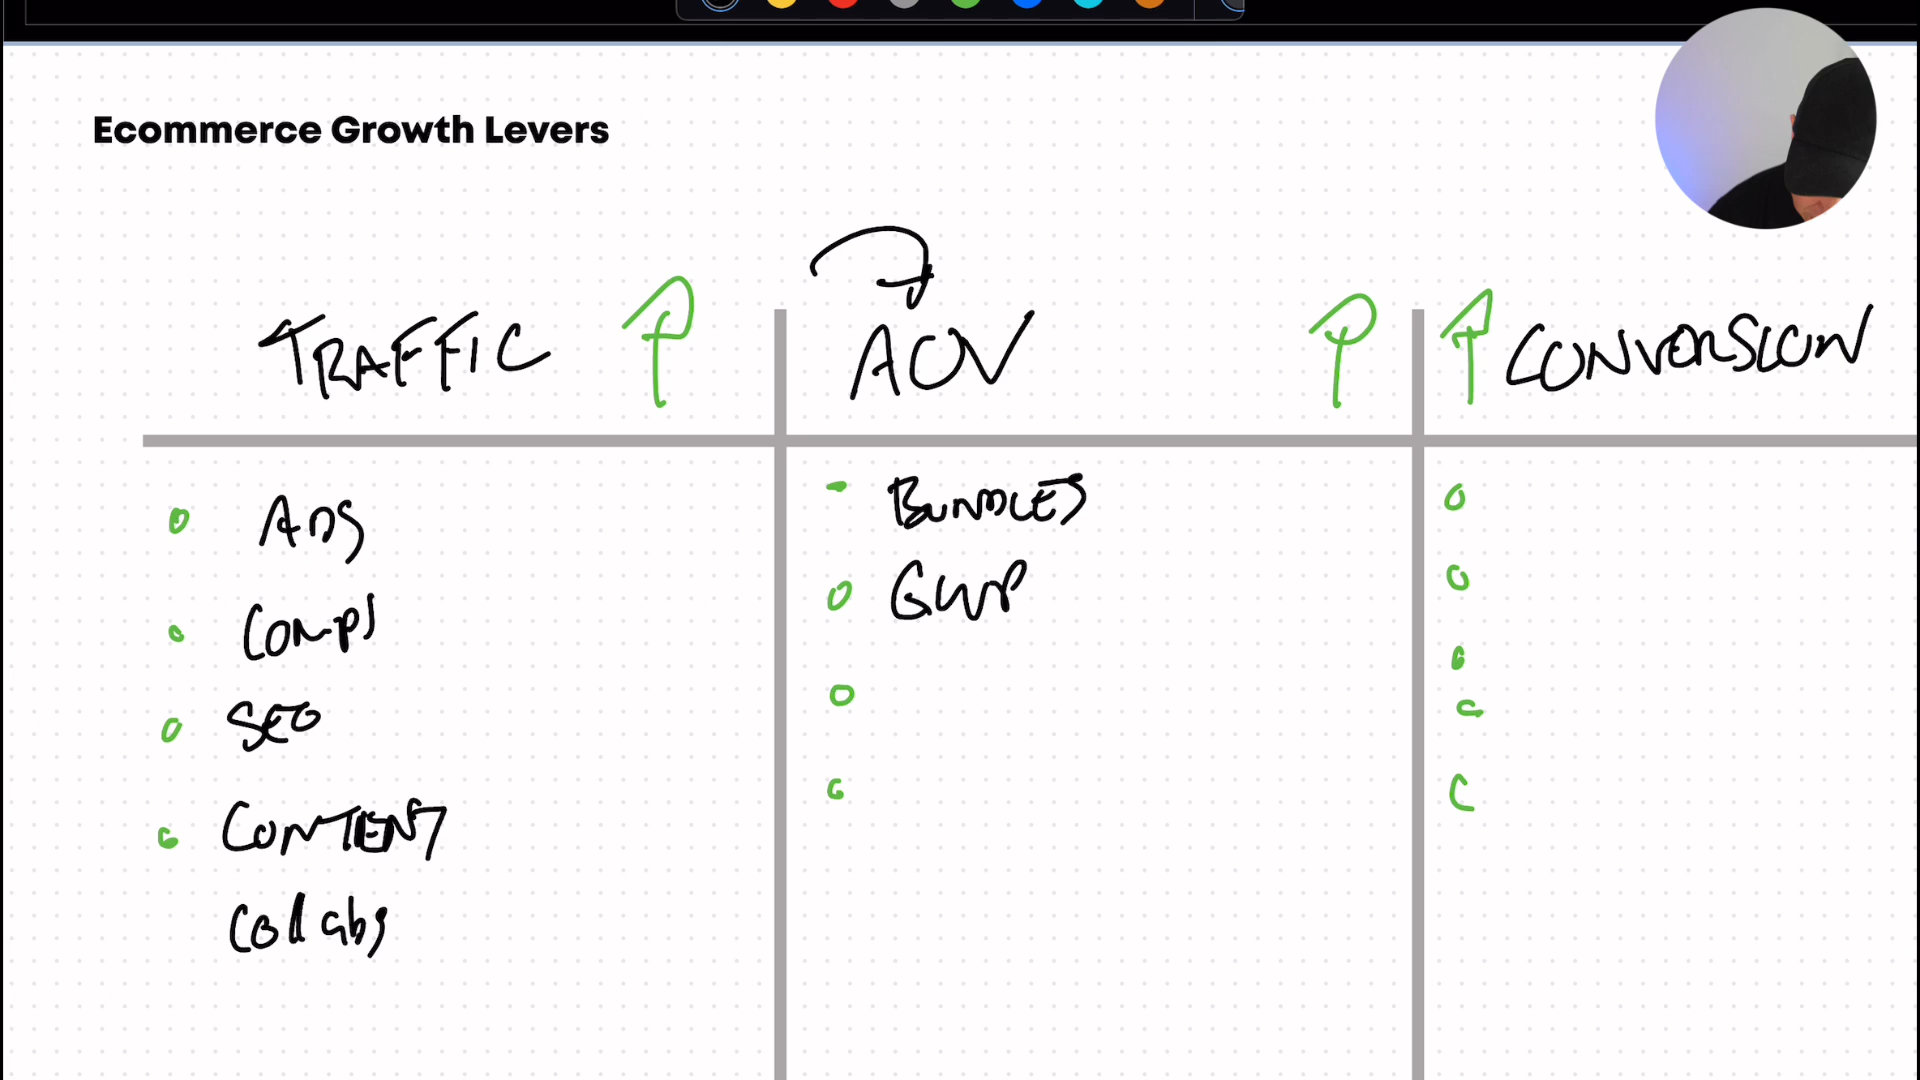 Ecommerce Growth Levers
TRAFFIC
AOV
CONVERSION
ADS
COMPS
SEO
CONTENT
Collabs
BUNDLES
GWP